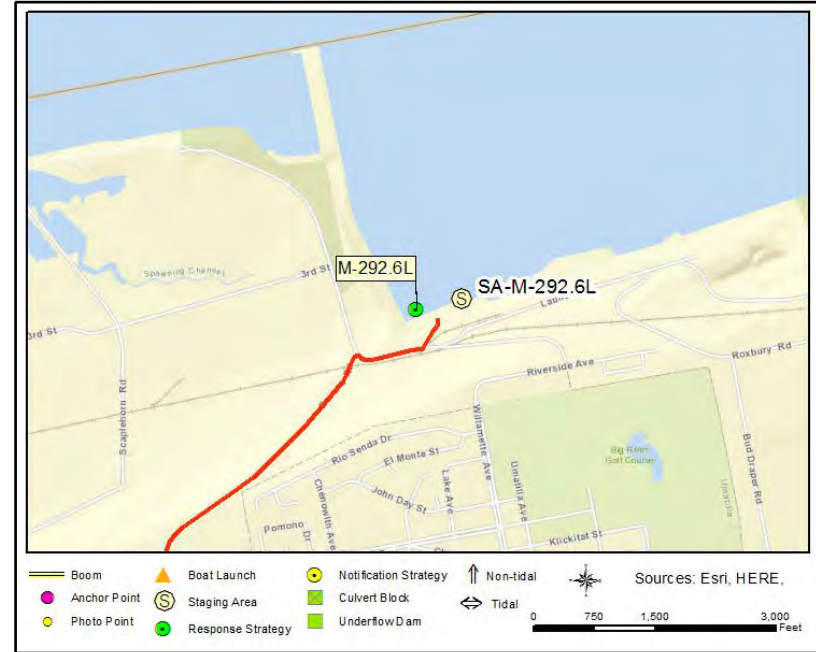 M-292.6L
SA-M-292.6L
Spawning Channel
3rd St
3rd St
Scaplehorn Rd
Riverside Ave
Roxbury Rd
Willamette Ave
Umatilla Ave
Rio Senda Dr
El Monte St
Lake Ave
John Day St
Chenowith Ave
Pomono Dr
Klickitat St
Big River
Golf Course
Umatilla
Bud Draper Rd
Boom
Boat Launch
Notification Strategy
Non-tidal
Sources: Esri, HERE,
Anchor Point
Staging Area
Culvert Block
Tidal
Photo Point
Response Strategy
Underflow Dam
0 750 1,500 3,000
Feet